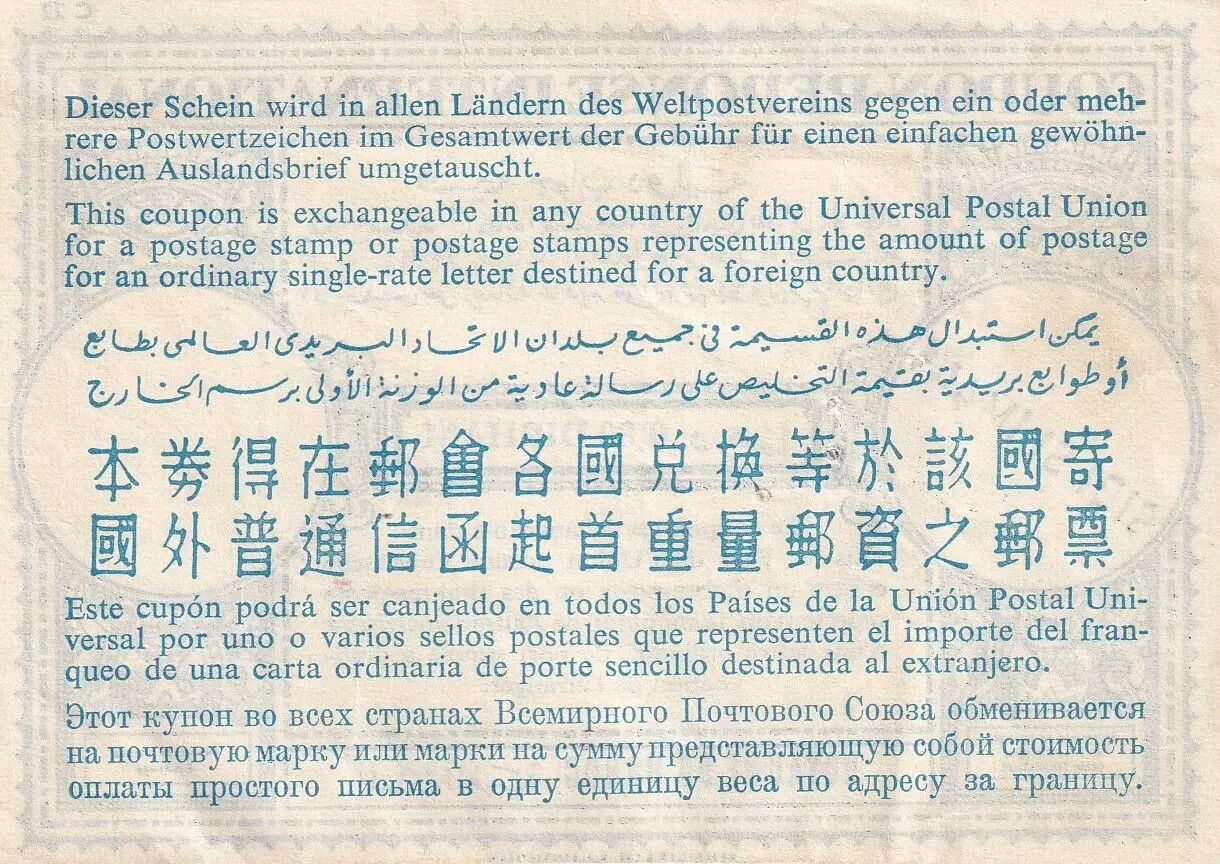 Dieser Schein wird in allen Ländern des Weltpostvereins gegen ein oder meh-
rere Postwertzeichen im Gesamtwert der Gebühr für einen einfachen gewöhn-
lichen Auslandsbrief umgetauscht.
This coupon is exchangeable in any country of the Universal Postal Union
for a postage stamp or postage stamps representing the amount of postage
for an ordinary single-rate letter destined for a foreign country.
يمكن استبدال هذه القسيمة فى جميع بلدان الاتحاد البريدى العالمى بطابع
أو طوابع بريدية بقيمة التخليص على رسالة عادية من الوزنة الأولى برسم الخارج
本券得在郵會各國兑換等於該國寄
國外普通信函起首重量郵資之郵票
Este cupón podrá ser canjeado en todos los Países de la Unión Postal Uni-
versal por uno o varios sellos postales que representen el importe del fran-
queo de una carta ordinaria de porte sencillo destinada al extranjero.
Этот купон во всех странах Всемирного Почтового Союза обменивается
на почтовую марку или марки на сумму представляющую собой стоимость
оплаты простого письма в одну единицу веса по адресу за границу.